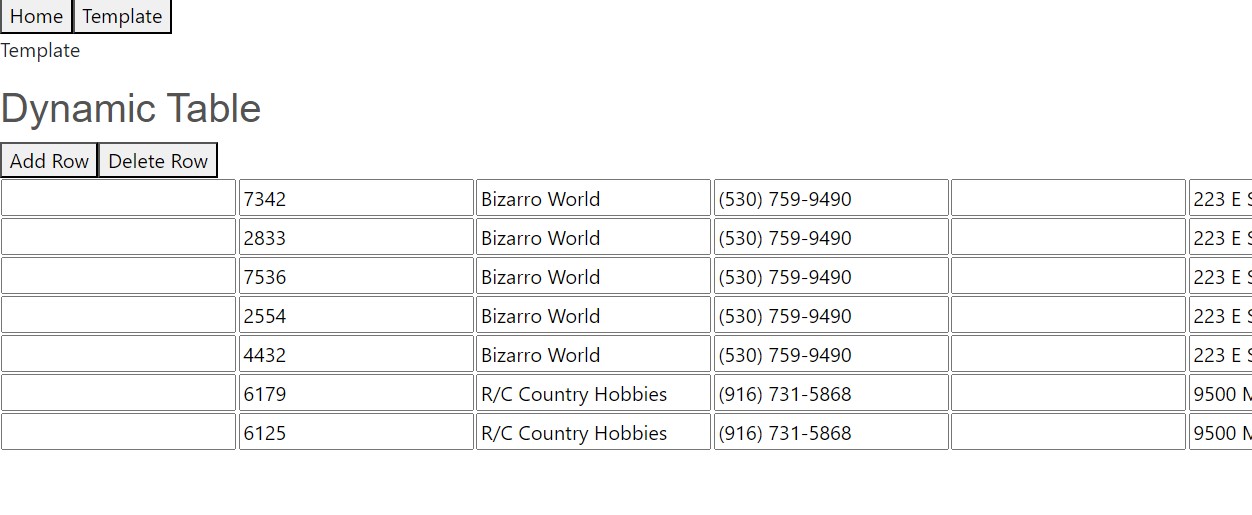 Home Template
Template
Dynamic Table
Add Row Delete Row
7342 Bizarro World (530) 759-9490 223 E S
2833 Bizarro World (530) 759-9490 223 E S
7536 Bizarro World (530) 759-9490 223 E S
2554 Bizarro World (530) 759-9490 223 E S
4432 Bizarro World (530) 759-9490 223 E S
6179 R/C Country Hobbies (916) 731-5868 9500 M
6125 R/C Country Hobbies (916) 731-5868 9500 M